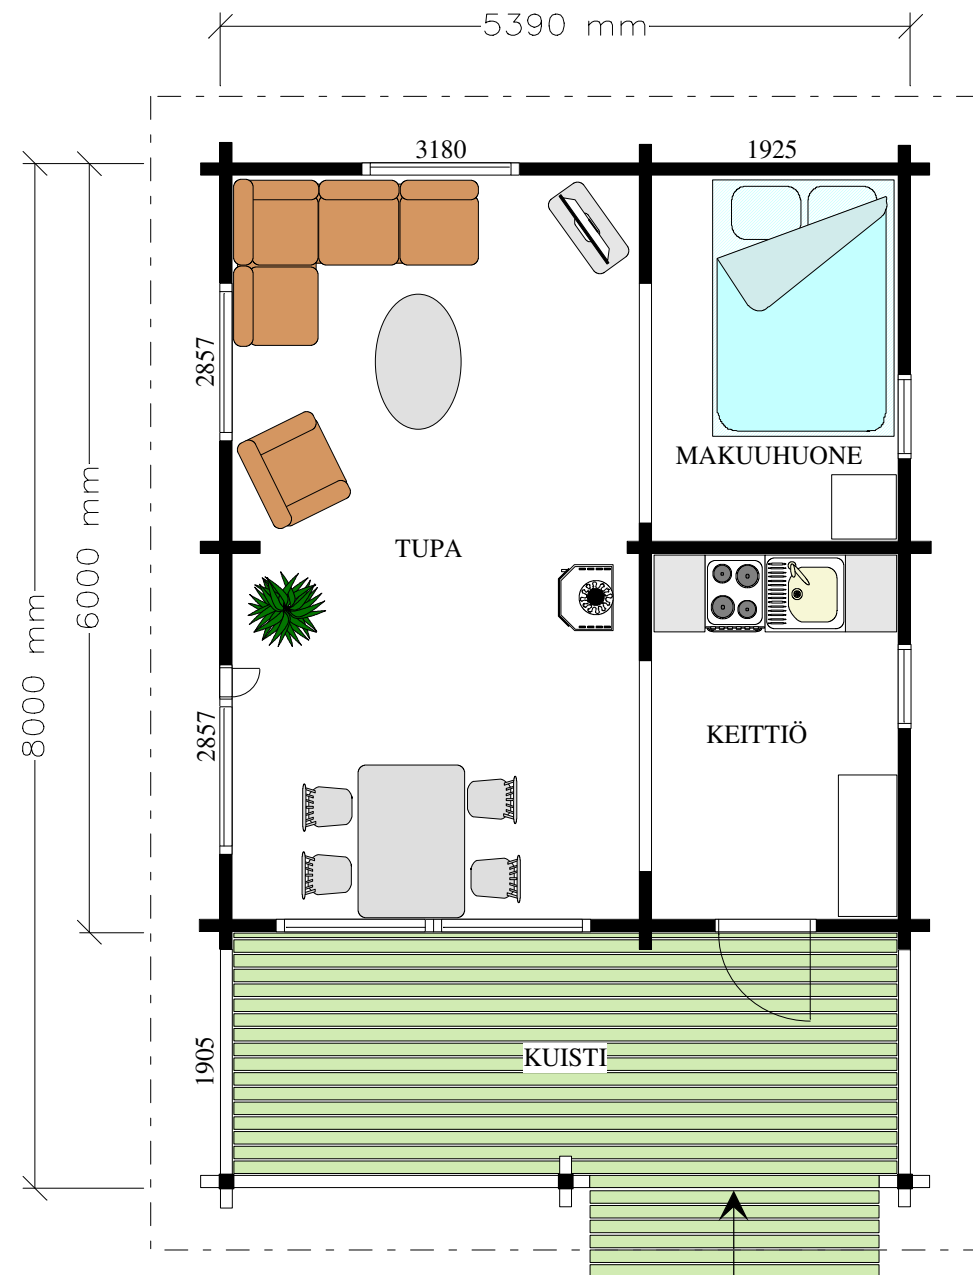 5390 mm
3180
1925
2857
MAKUUHUONE
6000 mm
TUPA
8000 mm
2857
KEITTIÖ
1905
KUISTI